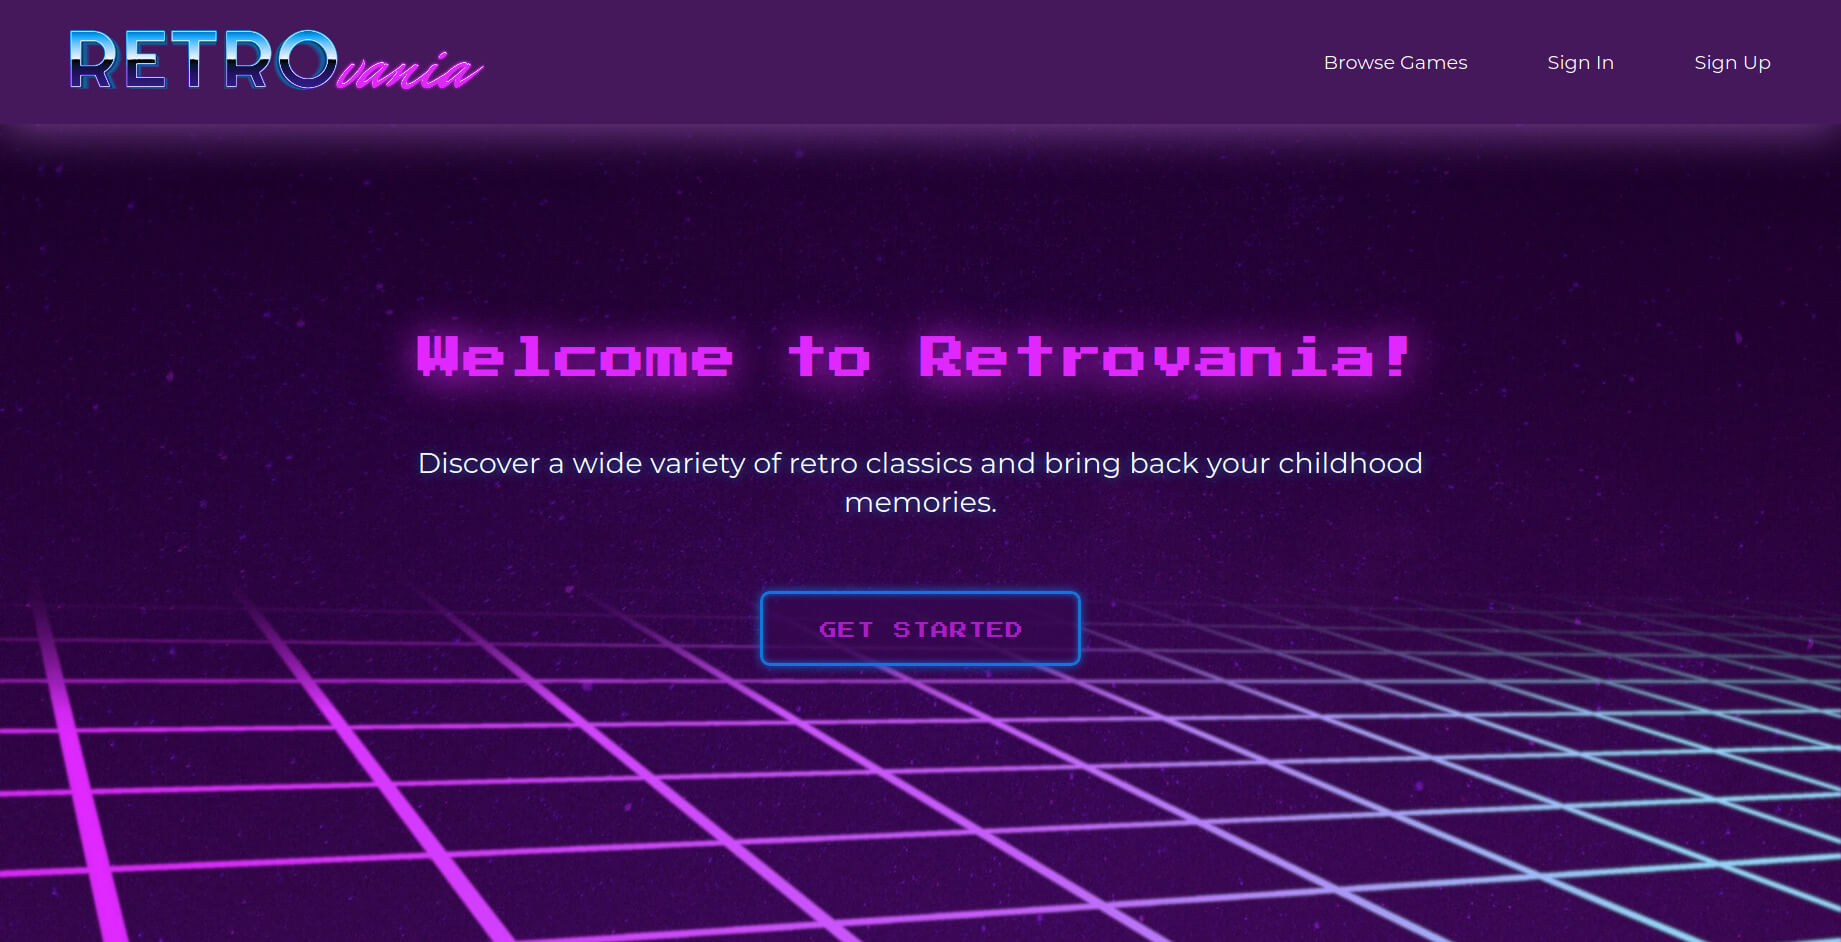 RETROvania
Browse Games
Sign In
Sign Up
Welcome to Retrovania!
Discover a wide variety of retro classics and bring back your childhood
memories.
GET STARTED